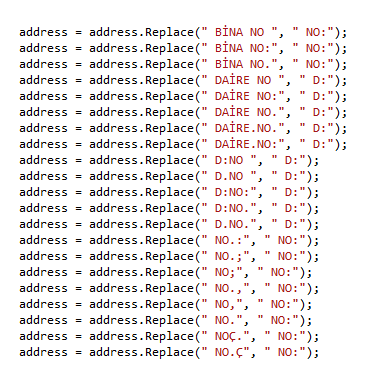 address = address.Replace(" BİNA NO ", " NO:");
address = address.Replace(" BİNA NO:", " NO:");
address = address.Replace(" BİNA NO.", " NO:");
address = address.Replace(" DAİRE NO ", " D:");
address = address.Replace(" DAİRE NO:", " D:");
address = address.Replace(" DAİRE NO.", " D:");
address = address.Replace(" DAİRE.NO.", " D:");
address = address.Replace(" DAİRE.NO:", " D:");
address = address.Replace(" D:NO ", " D:");
address = address.Replace(" D.NO ", " D:");
address = address.Replace(" D:NO:", " D:");
address = address.Replace(" D:NO.", " D:");
address = address.Replace(" D.NO.", " D:");
address = address.Replace(" NO.:", " NO:");
address = address.Replace(" NO.;", " NO:");
address = address.Replace(" NO;", " NO:");
address = address.Replace(" NO.,", " NO:");
address = address.Replace(" NO,", " NO:");
address = address.Replace(" NO.", " NO:");
address = address.Replace(" NOÇ.", " NO:");
address = address.Replace(" NO.Ç", " NO:");